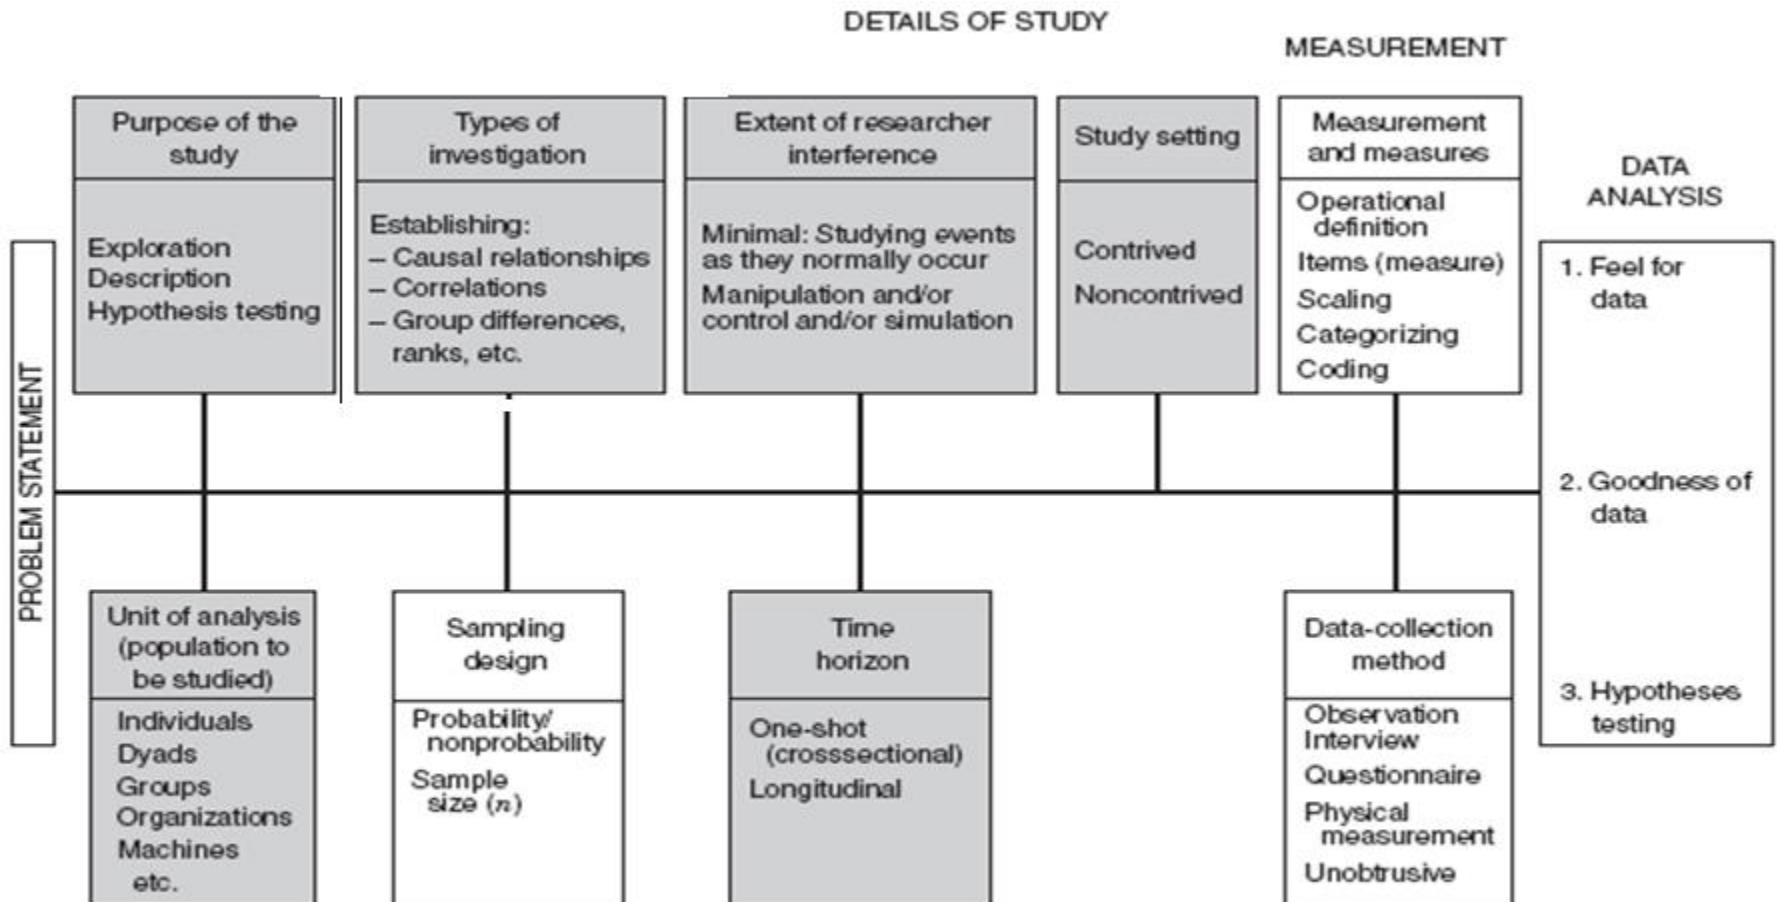 DETAILS OF STUDY
MEASUREMENT
Purpose of the
study
Exploration
Description
Hypothesis testing
Types of
investigation
Establishing:
– Causal relationships
– Correlations
– Group differences,
ranks, etc.
Extent of researcher
interference
Minimal: Studying events
as they normally occur
Manipulation and/or
control and/or simulation
Study setting
Contrived
Noncontrived
Measurement
and measures
Operational
definition
Items (measure)
Scaling
Categorizing
Coding
DATA
ANALYSIS
1. Feel for
data
2. Goodness of
data
3. Hypotheses
testing
PROBLEM STATEMENT
Unit of analysis
(population to
be studied)
Individuals
Dyads
Groups
Organizations
Machines
etc.
Sampling
design
Probability/
nonprobability
Sample
size (n)
Time
horizon
One-shot
(crosssectional)
Longitudinal
Data-collection
method
Observation
Interview
Questionnaire
Physical
measurement
Unobtrusive